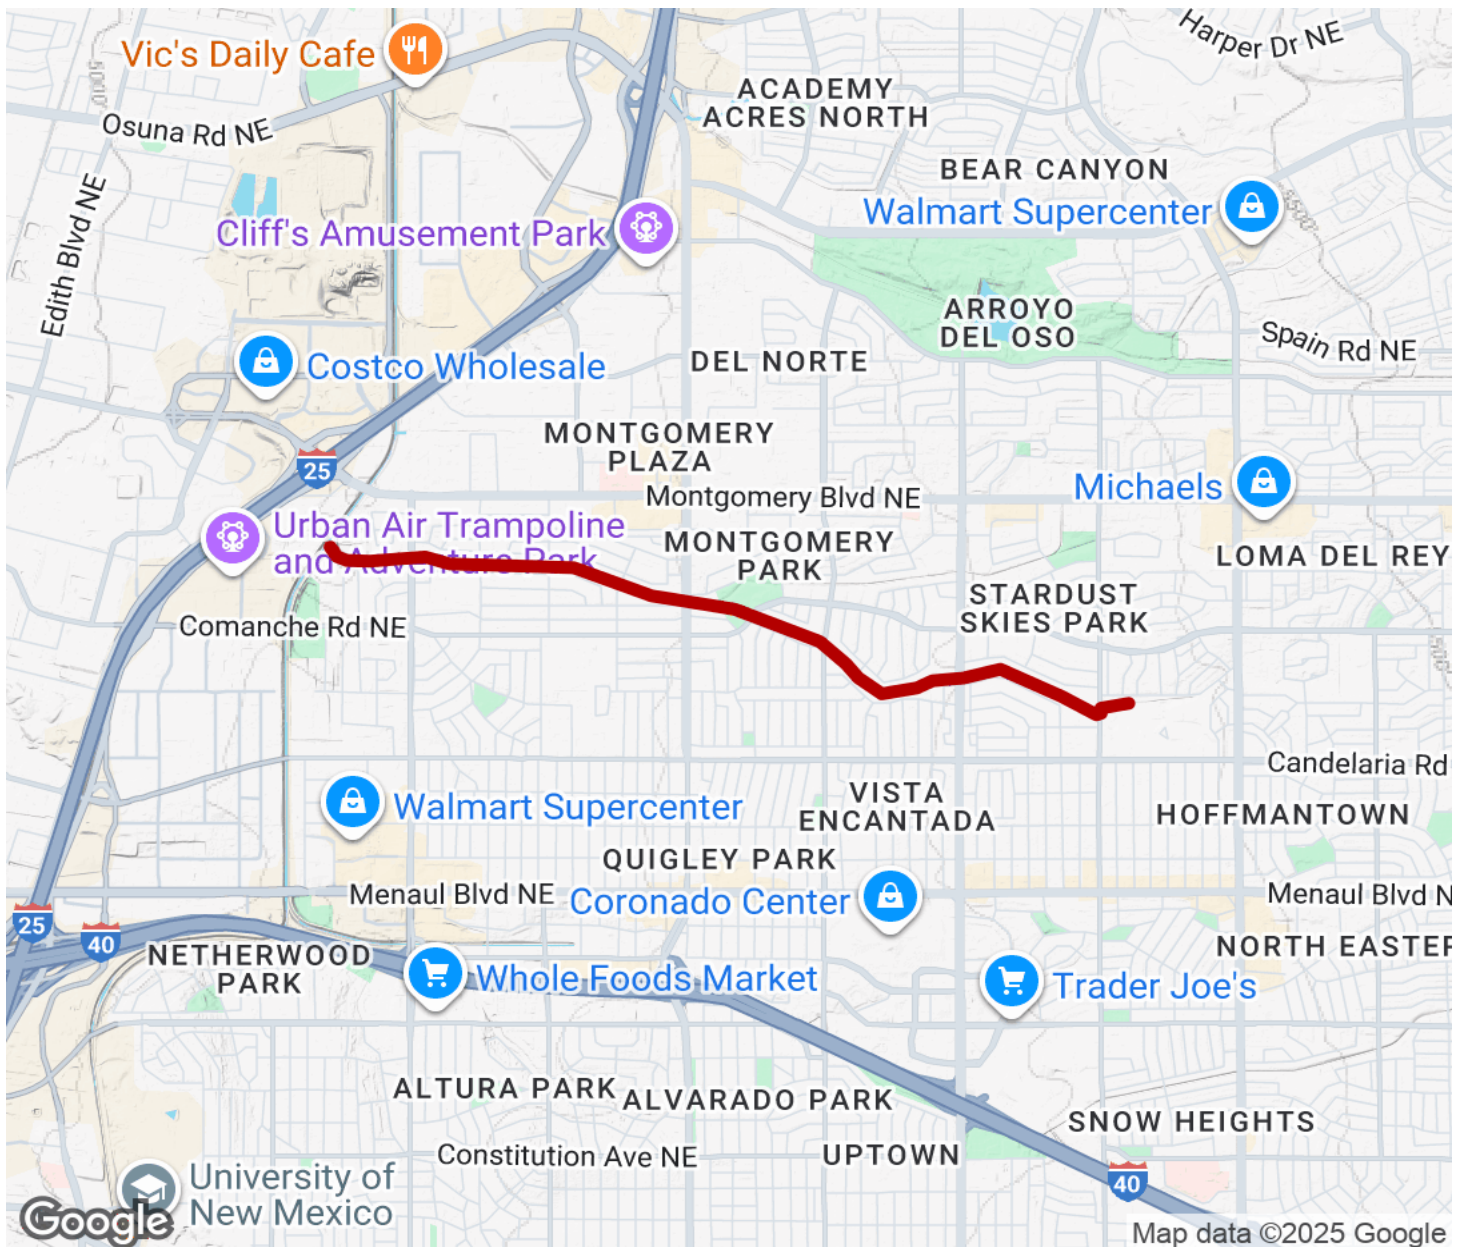 Harper Dr NE
Vic's Daily Cafe
ACADEMY
ACRES NORTH
5000
Osuna Rd NE
BEAR CANYON
Walmart Supercenter
Edith Blvd NE
Cliff's Amusement Park
ARROYO
DEL OSO
Spain Rd NE
Costco Wholesale
DEL NORTE
MONTGOMERY
PLAZA
25
Michaels
Montgomery Blvd NE
Urban Air Trampoline
and Adventure Park
MONTGOMERY
PARK
LOMA DEL REY
STARDUST
SKIES PARK
Comanche Rd NE
Candelaria Rd
VISTA
ENCANTADA
Walmart Supercenter
HOFFMANTOWN
QUIGLEY PARK
Menaul Blvd NE
Coronado Center
Menaul Blvd N
25
40
NETHERWOOD
PARK
NORTH EASTER
Whole Foods Market
Trader Joe's
ALTURA PARK
ALVARADO PARK
SNOW HEIGHTS
Constitution Ave NE
UPTOWN
40
University of
New Mexico
Google
Map data ©2025 Google